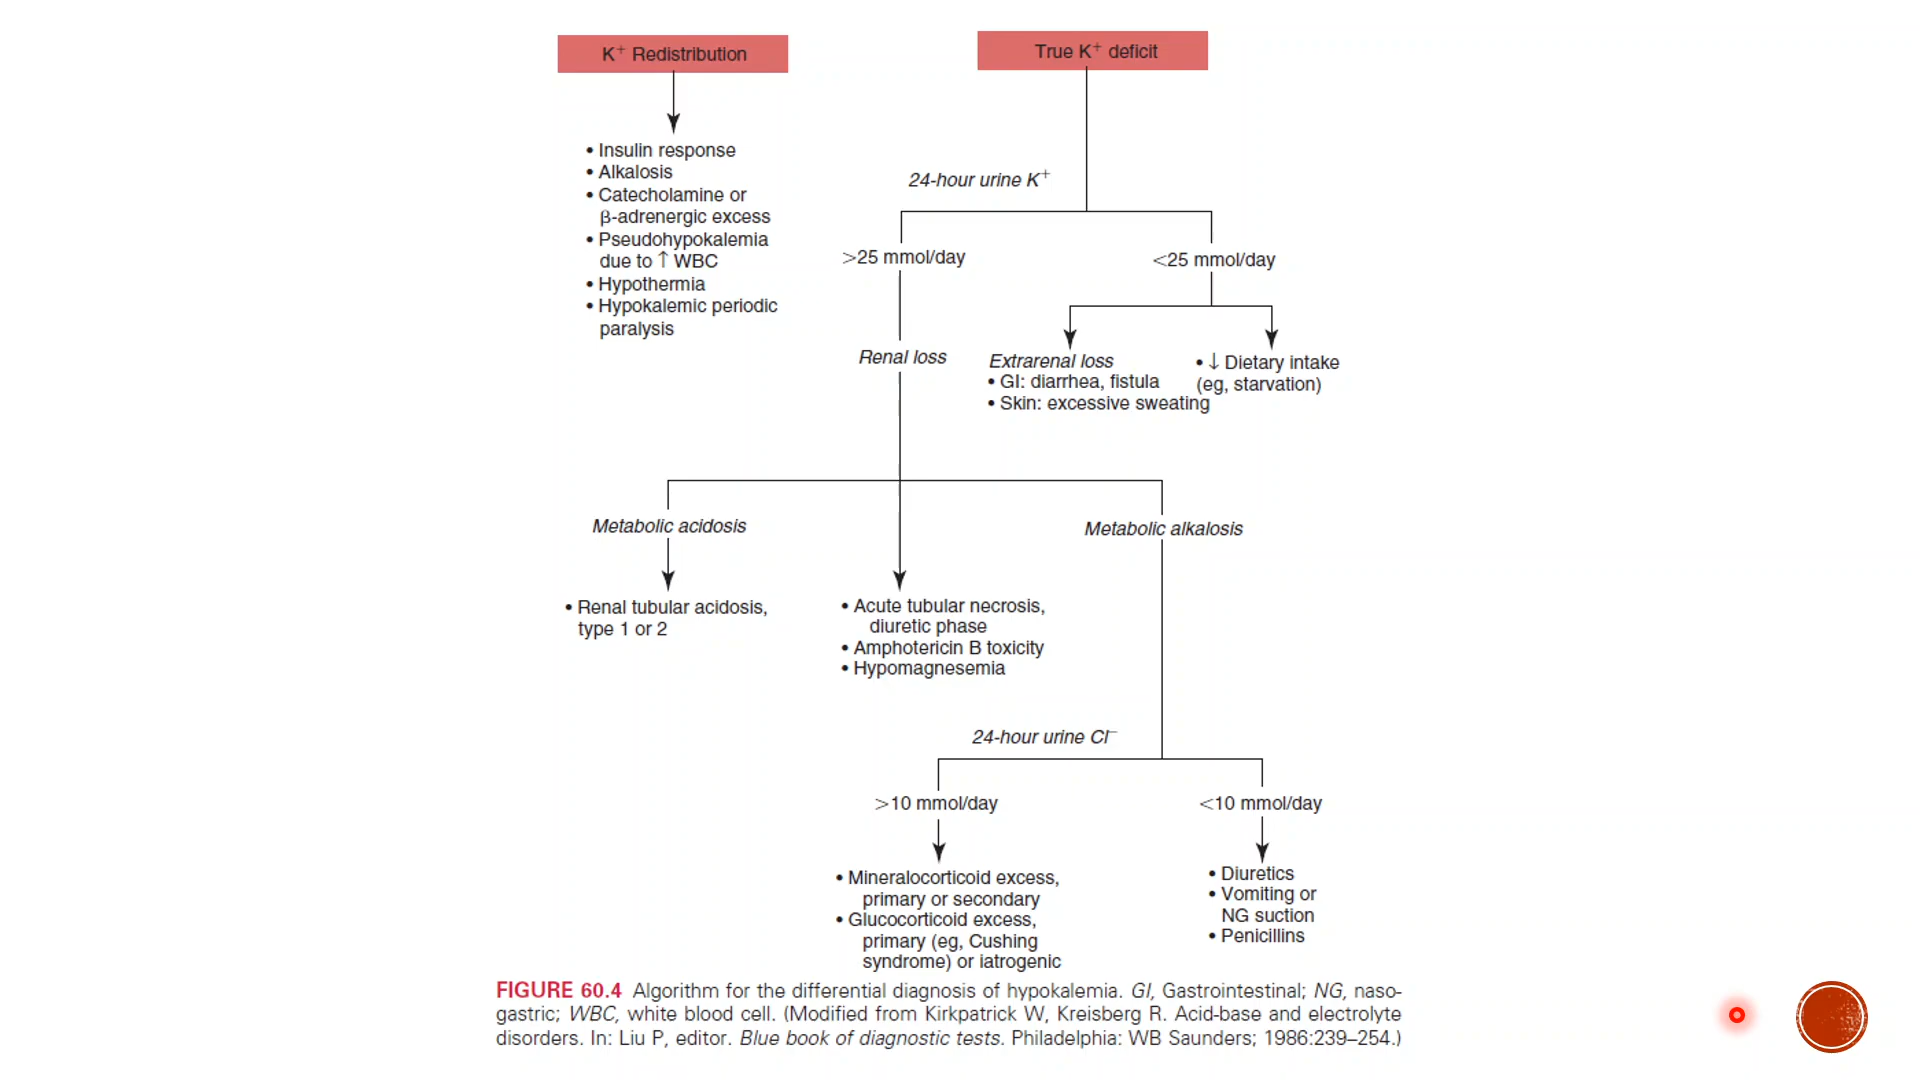 K⁺ Redistribution
• Insulin response
• Alkalosis
• Catecholamine or
β-adrenergic excess
• Pseudohypokalemia
due to ↑ WBC
• Hypothermia
• Hypokalemic periodic
paralysis
True K⁺ deficit
24-hour urine K⁺
>25 mmol/day
<25 mmol/day
Renal loss
Extrarenal loss
• GI: diarrhea, fistula
• Skin: excessive sweating
• ↓ Dietary intake
(eg, starvation)
Metabolic acidosis
• Renal tubular acidosis,
type 1 or 2
• Acute tubular necrosis,
diuretic phase
• Amphotericin B toxicity
• Hypomagnesemia
Metabolic alkalosis
24-hour urine Cl⁻
>10 mmol/day
<10 mmol/day
• Mineralocorticoid excess,
primary or secondary
• Glucocorticoid excess,
primary (eg, Cushing
syndrome) or iatrogenic
• Diuretics
• Vomiting or
NG suction
• Penicillins
FIGURE 60.4 Algorithm for the differential diagnosis of hypokalemia. GI, Gastrointestinal; NG, naso-
gastric; WBC, white blood cell. (Modified from Kirkpatrick W, Kreisberg R. Acid-base and electrolyte
disorders. In: Liu P, editor. Blue book of diagnostic tests. Philadelphia: WB Saunders; 1986:239–254.)